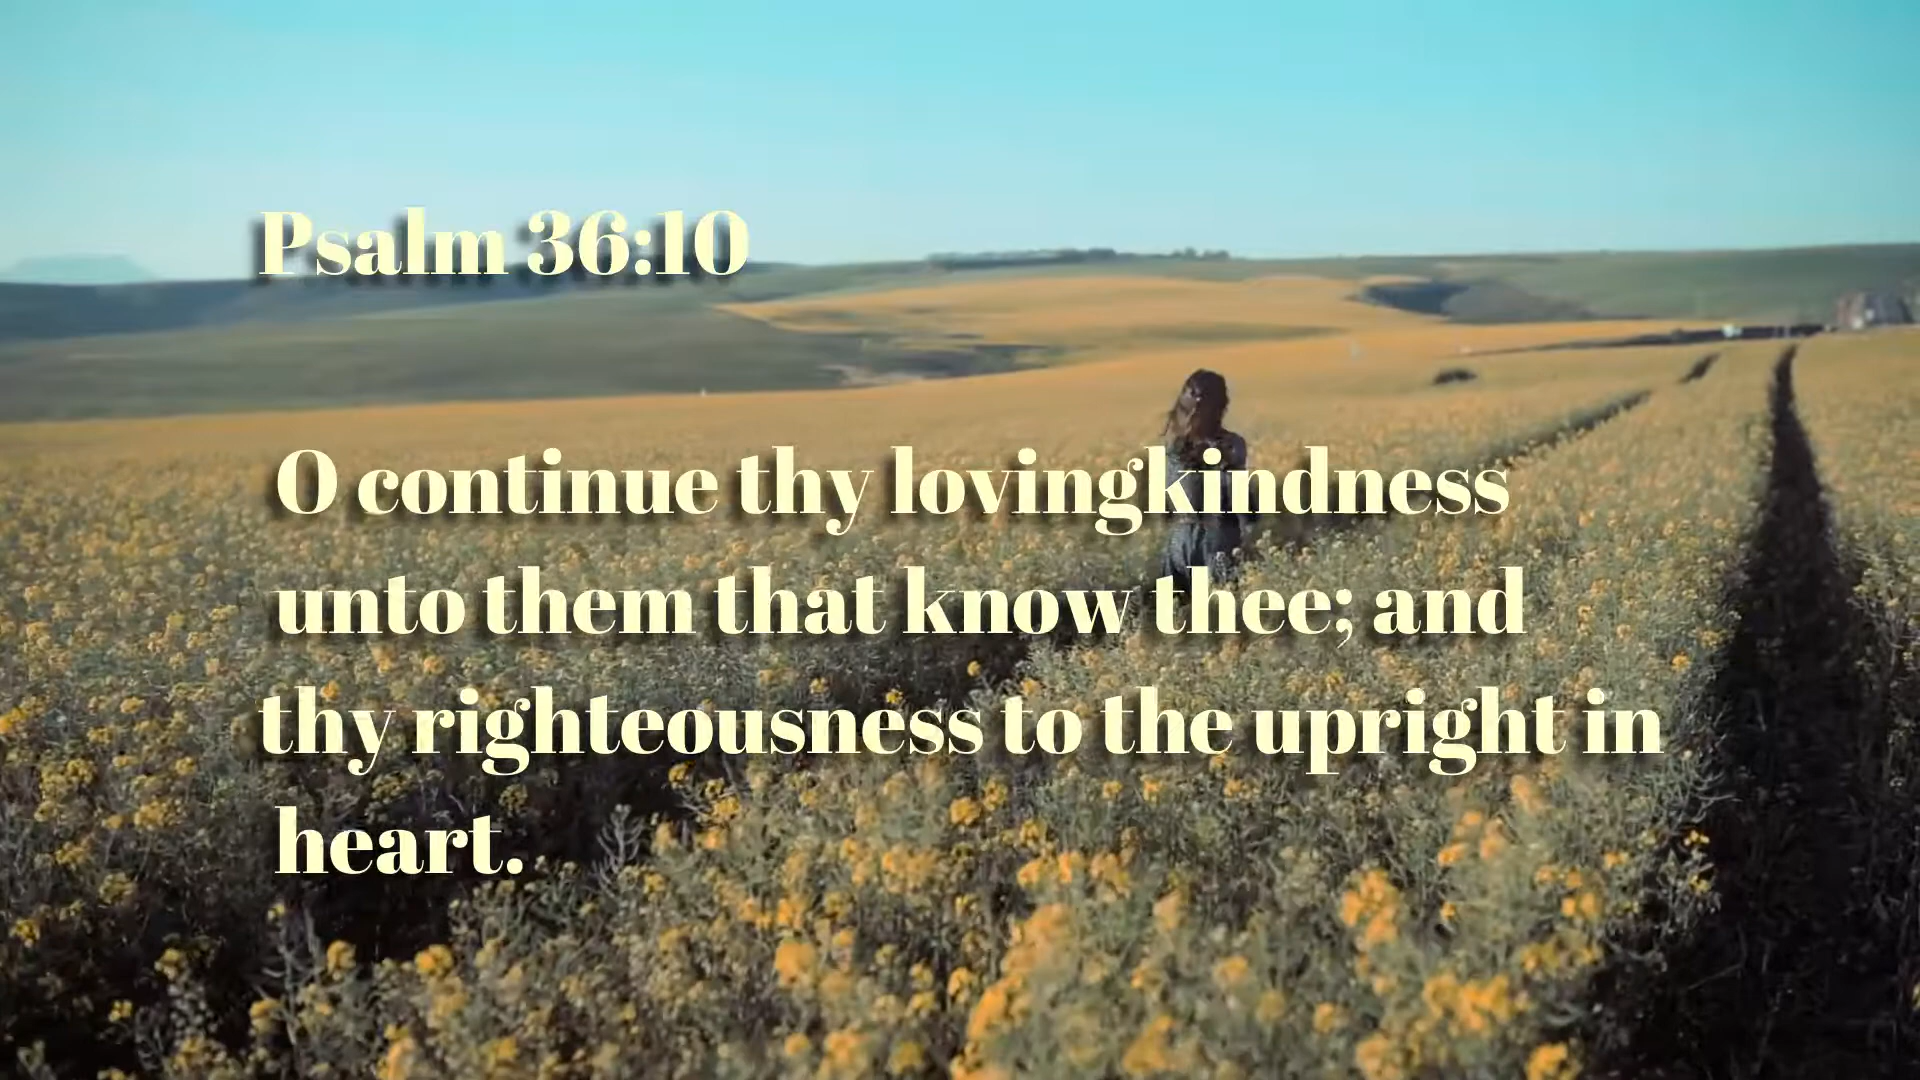 Psalm 36:10
O continue thy lovingkindness
unto them that know thee; and
thy righteousness to the upright in
heart.